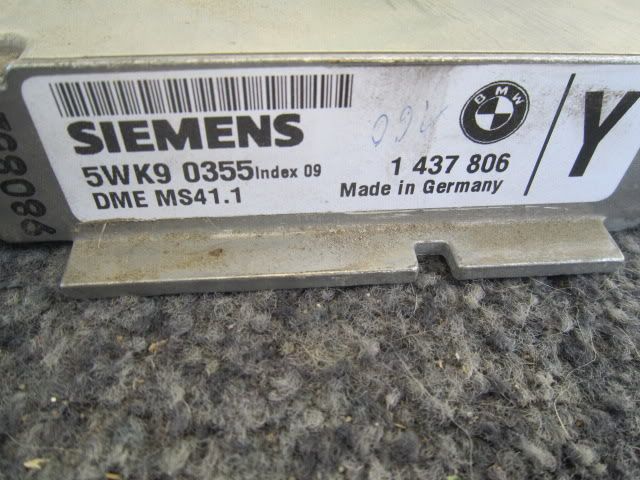 SIEMENS
5WK9 0355 Index 09
DME MS41.1
BMW
1 437 806
Made in Germany
Y